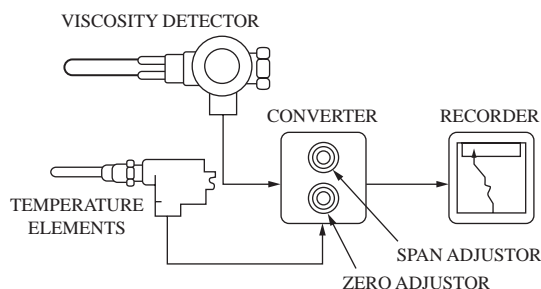 VISCOSITY DETECTOR
CONVERTER
RECORDER
TEMPERATURE
ELEMENTS
SPAN ADJUSTOR
ZERO ADJUSTOR